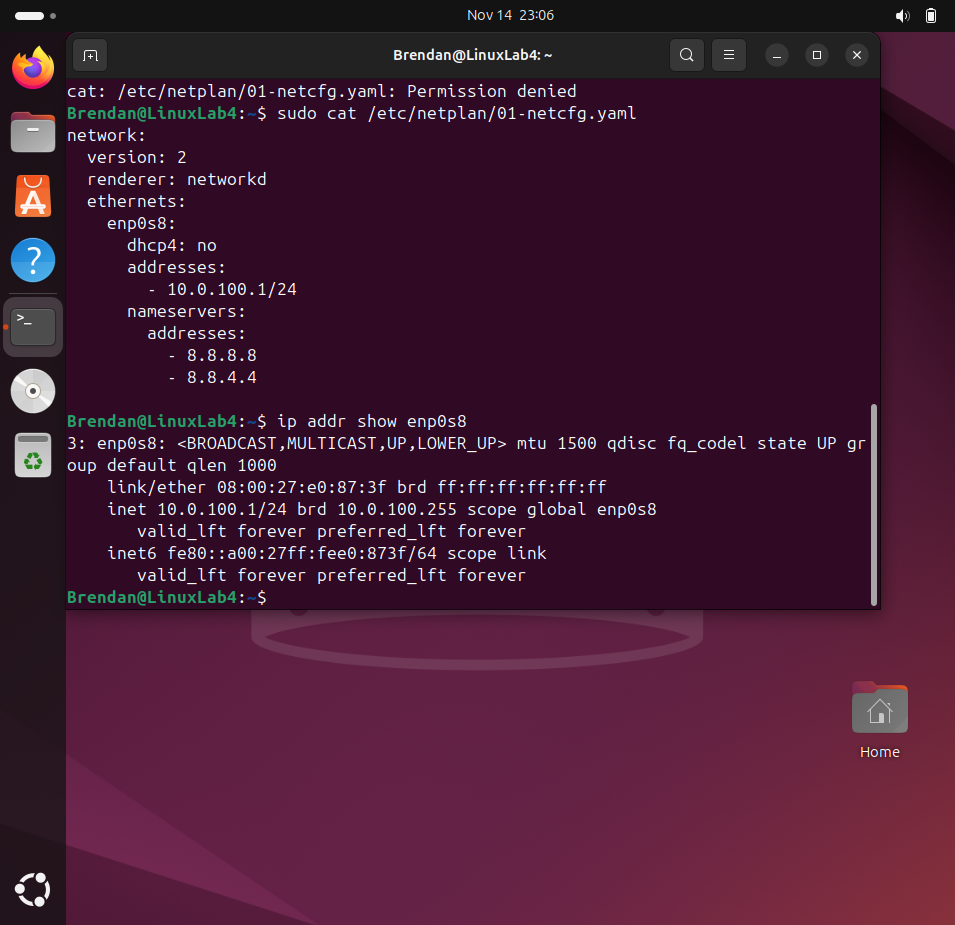 Nov 14 23:06
Brendan@LinuxLab4: ~
cat: /etc/netplan/01-netcfg.yaml: Permission denied
Brendan@LinuxLab4:~$ sudo cat /etc/netplan/01-netcfg.yaml
network:
  version: 2
  renderer: networkd
  ethernets:
    enp0s8:
      dhcp4: no
      addresses:
        - 10.0.100.1/24
      nameservers:
        addresses:
          - 8.8.8.8
          - 8.8.4.4
Brendan@LinuxLab4:~$ ip addr show enp0s8
3: enp0s8: <BROADCAST,MULTICAST,UP,LOWER_UP> mtu 1500 qdisc fq_codel state UP gr
oup default qlen 1000
    link/ether 08:00:27:e0:87:3f brd ff:ff:ff:ff:ff:ff
    inet 10.0.100.1/24 brd 10.0.100.255 scope global enp0s8
       valid_lft forever preferred_lft forever
    inet6 fe80::a00:27ff:fee0:873f/64 scope link
       valid_lft forever preferred_lft forever
Brendan@LinuxLab4:~$
Home